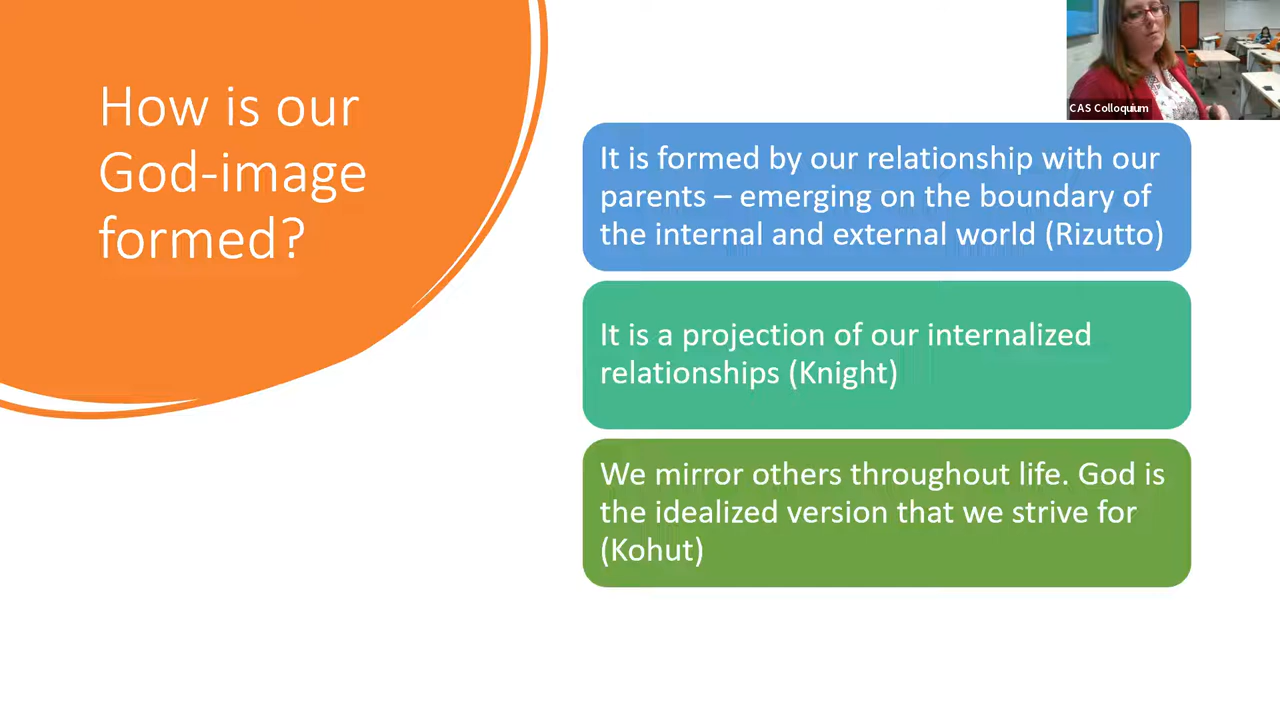 How is our
God-image
formed?
CAS Colloquium
It is formed by our relationship with our
parents – emerging on the boundary of
the internal and external world (Rizutto)
It is a projection of our internalized
relationships (Knight)
We mirror others throughout life. God is
the idealized version that we strive for
(Kohut)